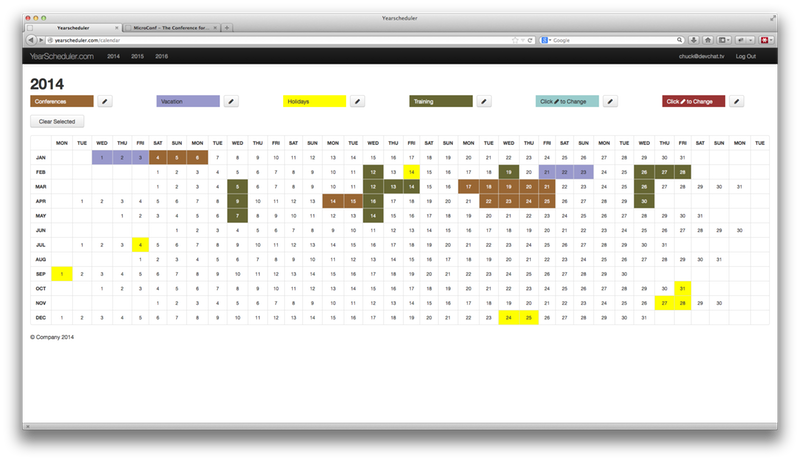 Yearscheduler
Yearscheduler MicroConf – The Conference for...
yearscheduler.com/calendar Google
YearScheduler.com 2014 2015 2016 chuck@devchat.tv Log Out
2014
Conferences Vacation Holidays Training Click to Change Click to Change
Clear Selected
MON TUE WED THU FRI SAT SUN MON TUE WED THU FRI SAT SUN MON TUE WED THU FRI SAT SUN MON TUE WED THU FRI SAT SUN MON TUE WED THU FRI SAT SUN MON TUE
JAN 1 2 3 4 5 6 7 8 9 10 11 12 13 14 15 16 17 18 19 20 21 22 23 24 25 26 27 28 29 30 31
FEB 1 2 3 4 5 6 7 8 9 10 11 12 13 14 15 16 17 18 19 20 21 22 23 24 25 26 27 28
MAR 1 2 3 4 5 6 7 8 9 10 11 12 13 14 15 16 17 18 19 20 21 22 23 24 25 26 27 28 29 30 31
APR 1 2 3 4 5 6 7 8 9 10 11 12 13 14 15 16 17 18 19 20 21 22 23 24 25 26 27 28 29 30
MAY 1 2 3 4 5 6 7 8 9 10 11 12 13 14 15 16 17 18 19 20 21 22 23 24 25 26 27 28 29 30 31
JUN 1 2 3 4 5 6 7 8 9 10 11 12 13 14 15 16 17 18 19 20 21 22 23 24 25 26 27 28 29 30
JUL 1 2 3 4 5 6 7 8 9 10 11 12 13 14 15 16 17 18 19 20 21 22 23 24 25 26 27 28 29 30 31
AUG 1 2 3 4 5 6 7 8 9 10 11 12 13 14 15 16 17 18 19 20 21 22 23 24 25 26 27 28 29 30 31
SEP 1 2 3 4 5 6 7 8 9 10 11 12 13 14 15 16 17 18 19 20 21 22 23 24 25 26 27 28 29 30
OCT 1 2 3 4 5 6 7 8 9 10 11 12 13 14 15 16 17 18 19 20 21 22 23 24 25 26 27 28 29 30 31
NOV 1 2 3 4 5 6 7 8 9 10 11 12 13 14 15 16 17 18 19 20 21 22 23 24 25 26 27 28 29 30
DEC 1 2 3 4 5 6 7 8 9 10 11 12 13 14 15 16 17 18 19 20 21 22 23 24 25 26 27 28 29 30 31
© Company 2014